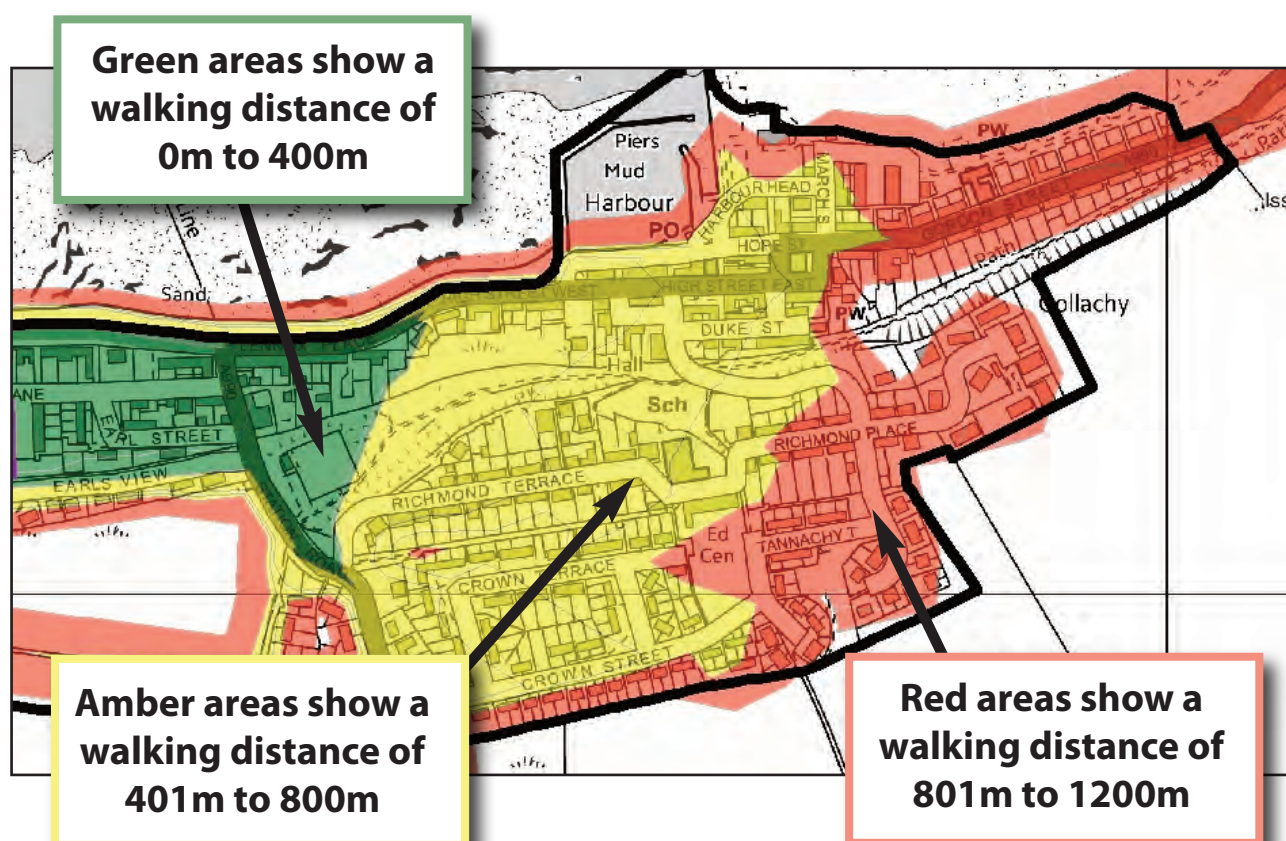 Green areas show a
walking distance of
0m to 400m
Piers
Mud
Harbour
PW
HARBOUR HEAD
MARCH S
PO
HOPE ST
Line
Sand
HIGH STREET EAST
Path
Gollachy
PW
DUKE ST
Hall
Sch
ANE
EARL STREET
RICHMOND PLACE
EARLS VIEW
RICHMOND TERRACE
Ed
Cen
TANNACHY T
CROWN TERRACE
CROWN STREET
Amber areas show a
walking distance of
401m to 800m
Red areas show a
walking distance of
801m to 1200m